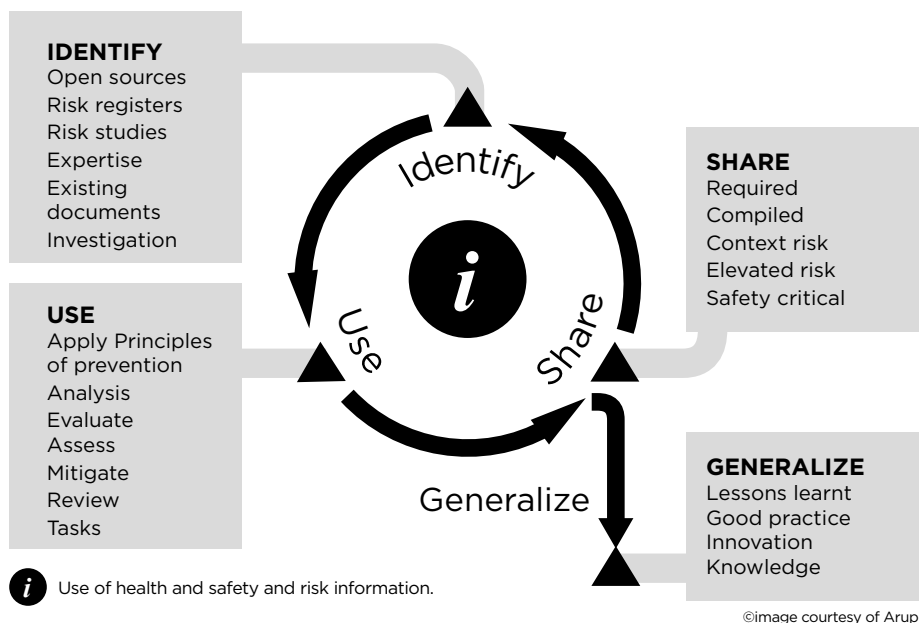 IDENTIFY
Open sources
Risk registers
Risk studies
Expertise
Existing
documents
Investigation
USE
Apply Principles
of prevention
Analysis
Evaluate
Assess
Mitigate
Review
Tasks
Identify
i
Use
Share
Generalize
SHARE
Required
Compiled
Context risk
Elevated risk
Safety critical
GENERALIZE
Lessons learnt
Good practice
Innovation
Knowledge
i Use of health and safety and risk information.
©image courtesy of Arup